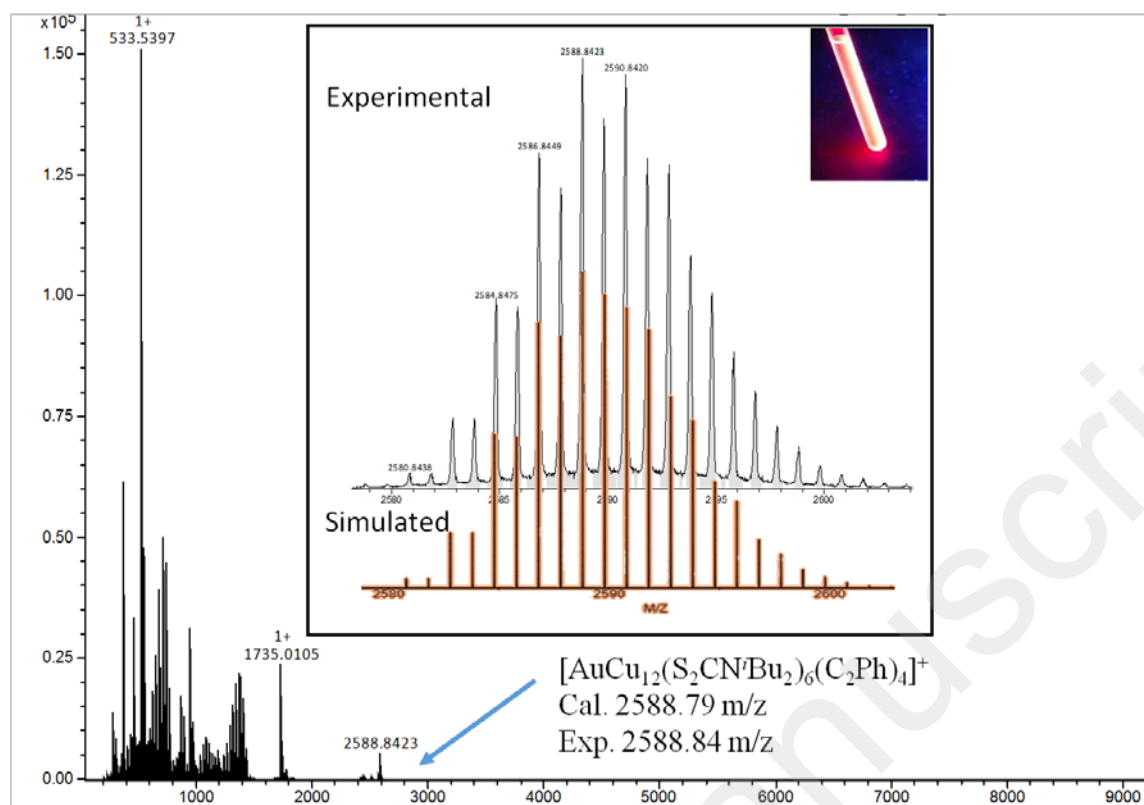 x10⁵
1+
533.5397
1.50
1.25
1.00
0.75
0.50
0.25
0.00
1+
1735.0105
2588.8423
1000 2000 3000 4000 5000 6000 7000 8000 9000
Experimental
2588.8423
2590.8420
2586.8449
2584.8475
2580.8438
2580 2585 2590 2595 2600
Simulated
2580 2590 2600
M/Z
[AuCu₁₂(S₂CNⁱBu₂)₆(C₂Ph)₄]⁺
Cal. 2588.79 m/z
Exp. 2588.84 m/z